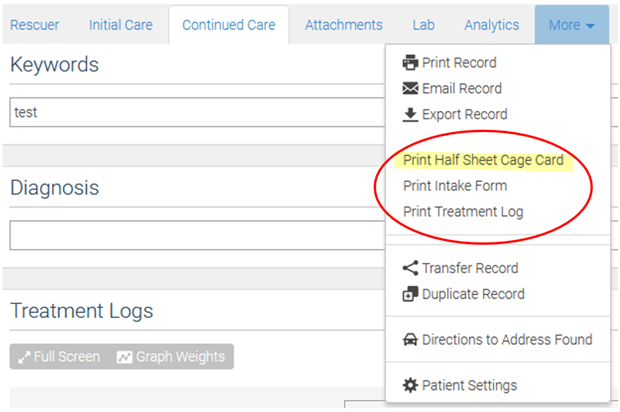 Rescuer Initial Care Continued Care Attachments Lab Analytics More
Keywords
test
Diagnosis
Treatment Logs
Full Screen Graph Weights
Print Record
Email Record
Export Record
Print Half Sheet Cage Card
Print Intake Form
Print Treatment Log
Transfer Record
Duplicate Record
Directions to Address Found
Patient Settings